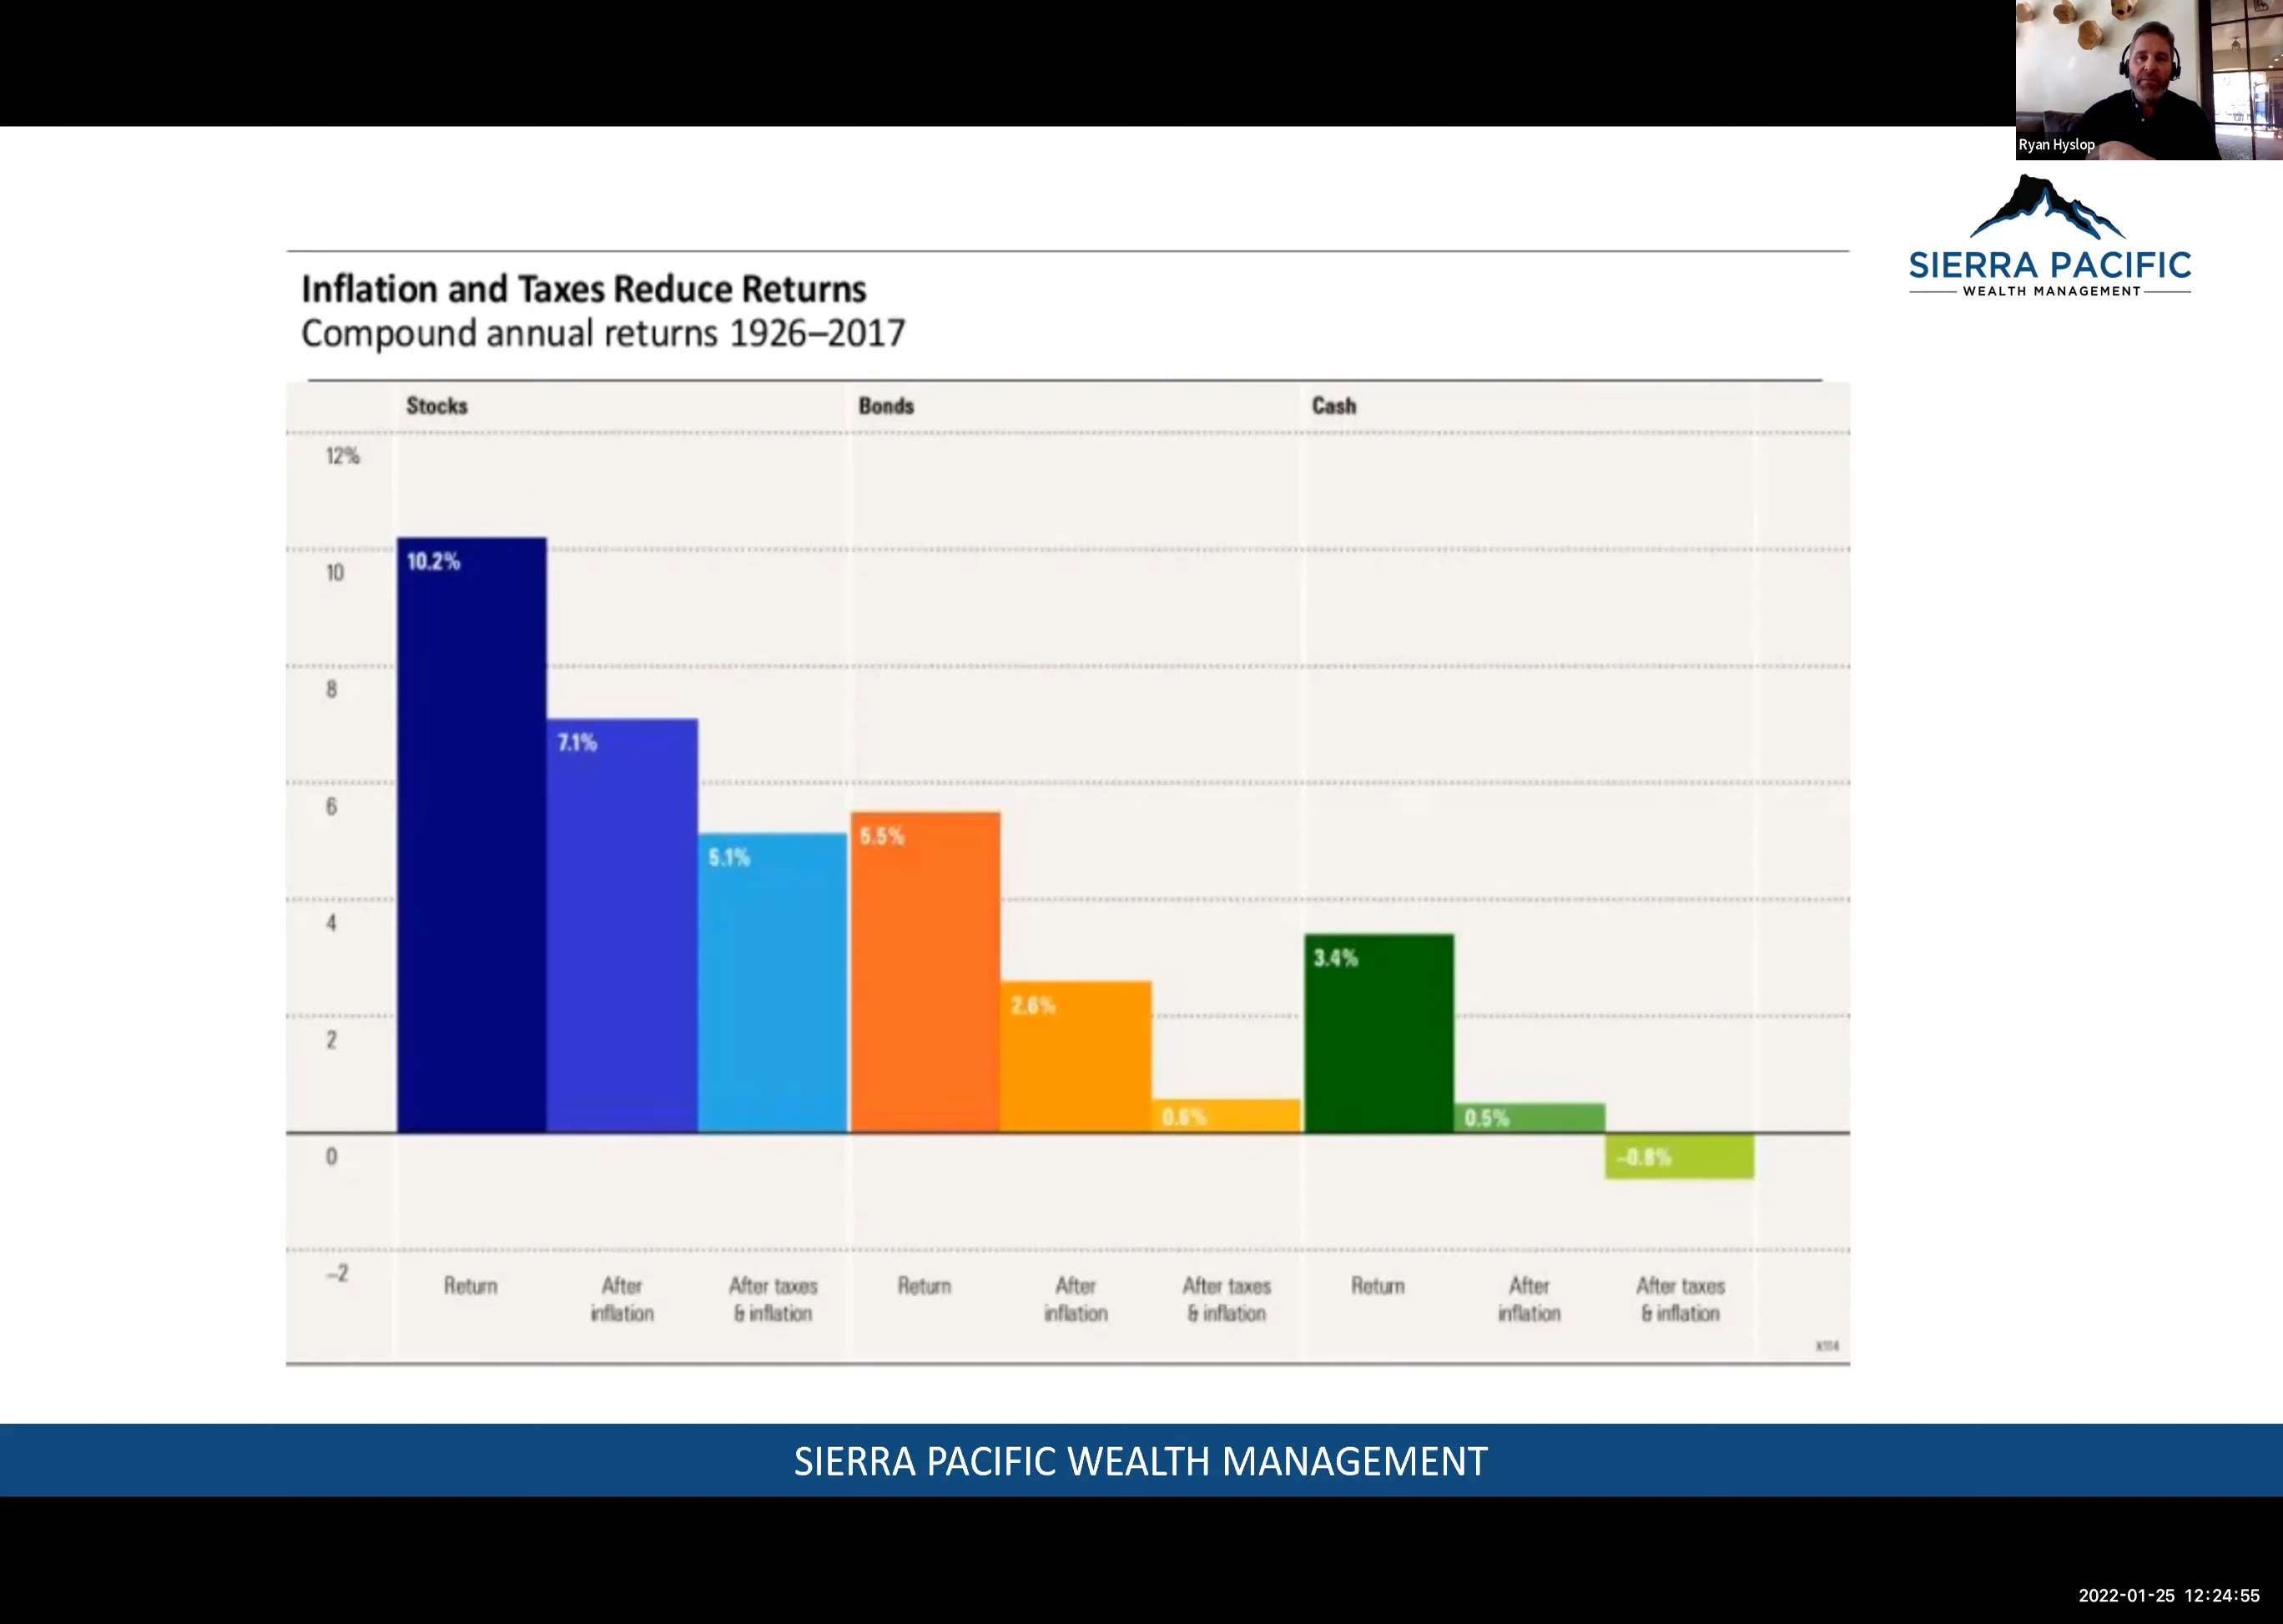 Ryan Hyslop
SIERRA PACIFIC
WEALTH MANAGEMENT
Inflation and Taxes Reduce Returns
Compound annual returns 1926–2017
Stocks
Bonds
Cash
12%
10
8
6
4
2
0
–2
10.2%
7.1%
5.1%
5.5%
2.6%
0.6%
3.4%
0.5%
–0.8%
Return
After
inflation
After taxes
& inflation
Return
After
inflation
After taxes
& inflation
Return
After
inflation
After taxes
& inflation
SIERRA PACIFIC WEALTH MANAGEMENT
2022-01-25 12:24:55